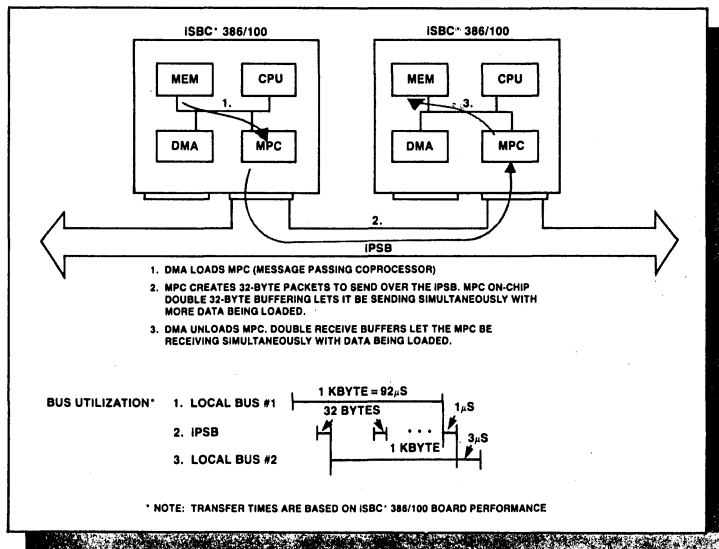 iSBC* 386/100 iSBC* 386/100
MEM CPU MEM CPU
1. 3.
DMA MPC DMA MPC
2.
iPSB
1. DMA LOADS MPC (MESSAGE PASSING COPROCESSOR)
2. MPC CREATES 32-BYTE PACKETS TO SEND OVER THE IPSB. MPC ON-CHIP
DOUBLE 32-BYTE BUFFERING LETS IT BE SENDING SIMULTANEOUSLY WITH
MORE DATA BEING LOADED.
3. DMA UNLOADS MPC. DOUBLE RECEIVE BUFFERS LET THE MPC BE
RECEIVING SIMULTANEOUSLY WITH DATA BEING LOADED.
1 KBYTE = 92μS
BUS UTILIZATION* 1. LOCAL BUS #1
32 BYTES 1μS
2. iPSB • • •
1 KBYTE 3μS
3. LOCAL BUS #2
* NOTE: TRANSFER TIMES ARE BASED ON iSBC* 386/100 BOARD PERFORMANCE